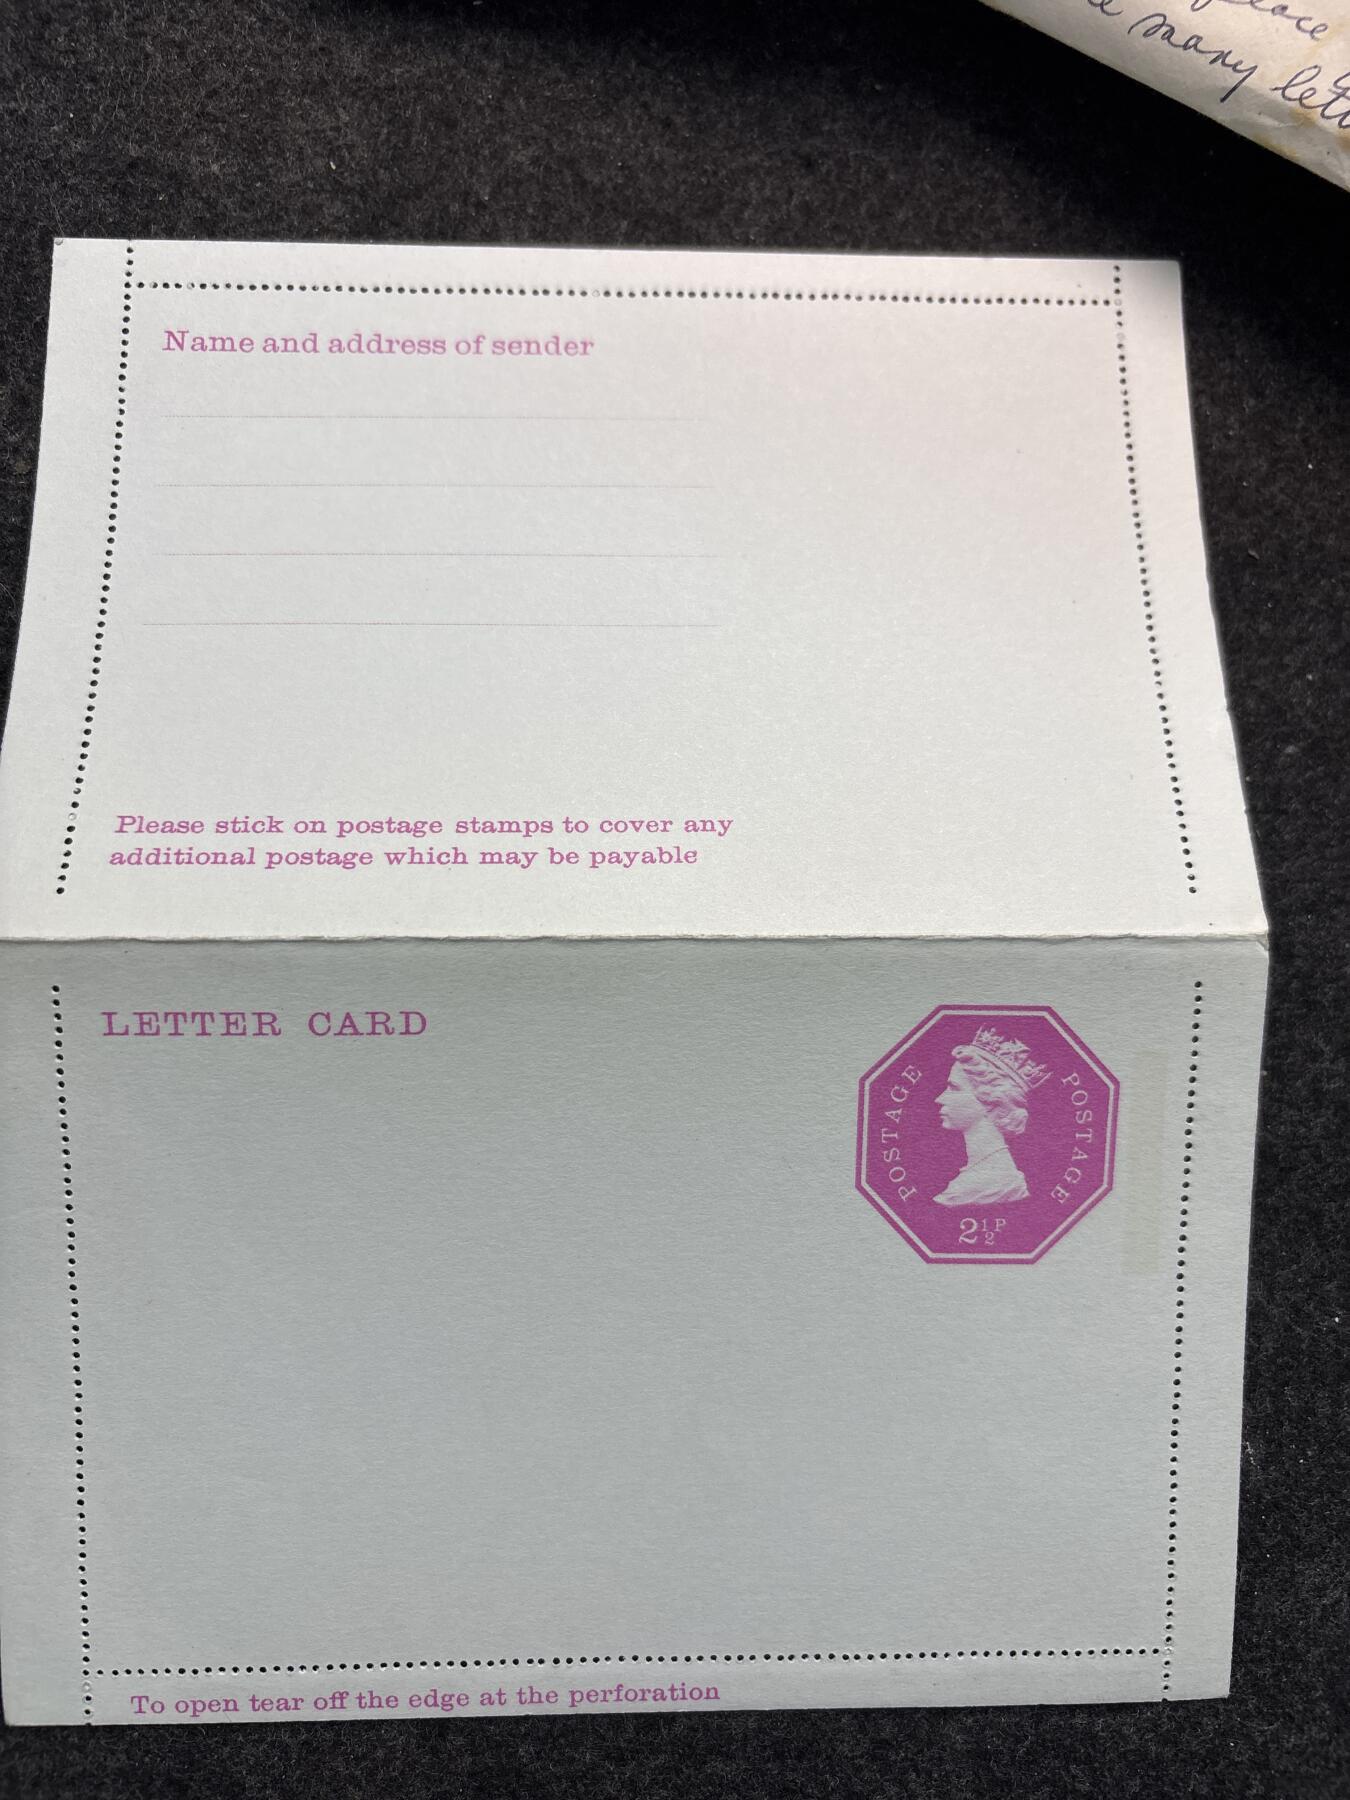 place
many
Name and address of sender
Please stick on postage stamps to cover any
additional postage which may be payable
LETTER CARD
POSTAGE POSTAGE
2½P
To open tear off the edge at the perforation